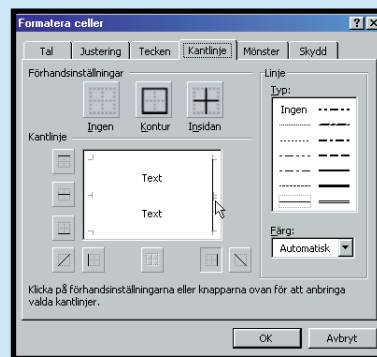 Formatera celler
Tal Justering Tecken Kantlinje Mönster Skydd
Förhandsinställningar
Ingen Kontur Insidan
Kantlinje
Text
Text
Linje
Typ:
Ingen
Färg:
Automatisk
Klicka på förhandsinställningarna eller knapparna ovan för att anbringa
valda kantlinjer.
OK Avbryt